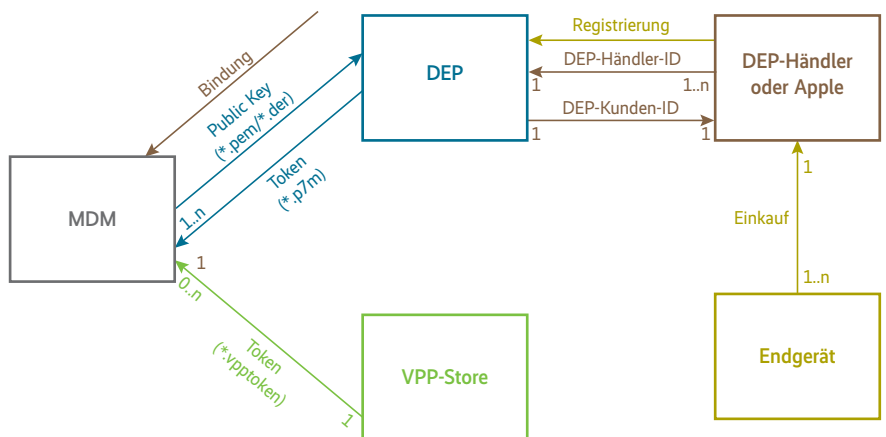 Registrierung
Bindung
DEP
DEP-Händler-ID
DEP-Händler
oder Apple
1
1..n
Public Key
(*.pem/*.der)
DEP-Kunden-ID
1
1
Token
(*.p7m)
1
1..n
MDM
Einkauf
1
0..n
1..n
Token
(*.vpptoken)
Endgerät
VPP-Store
1